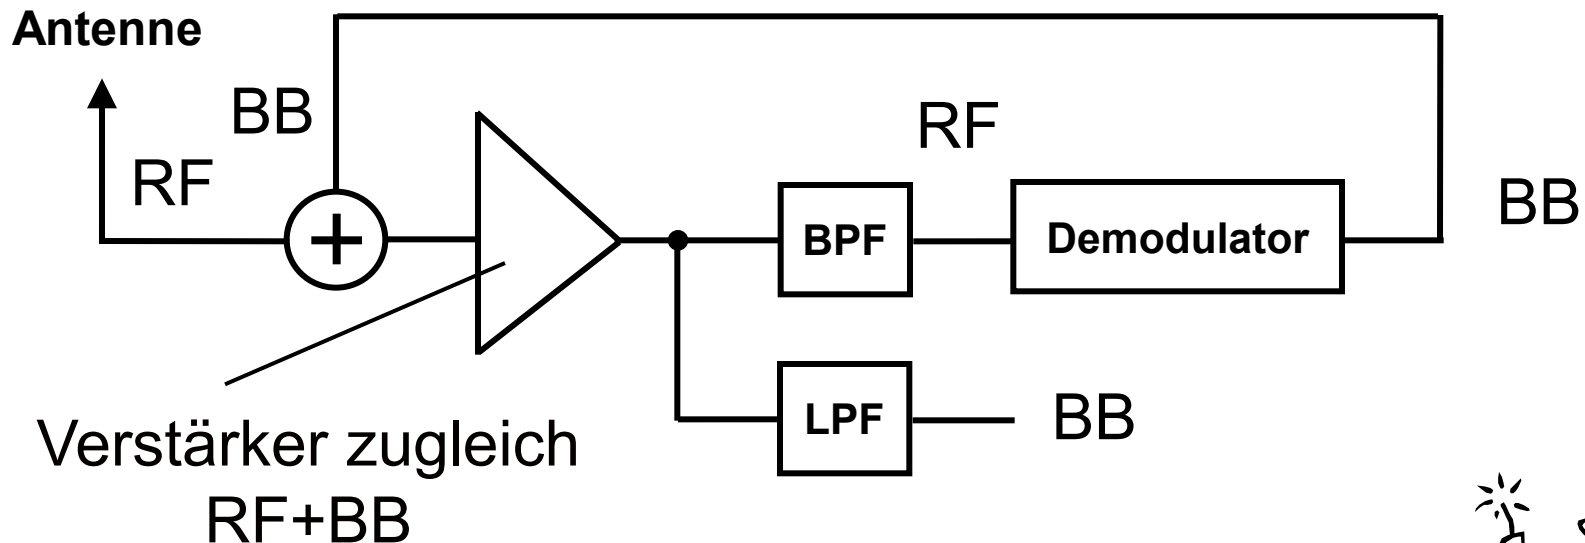 Antenne
BB
RF
RF
BB
+
BPF
Demodulator
LPF
BB
Verstärker zugleich
RF+BB